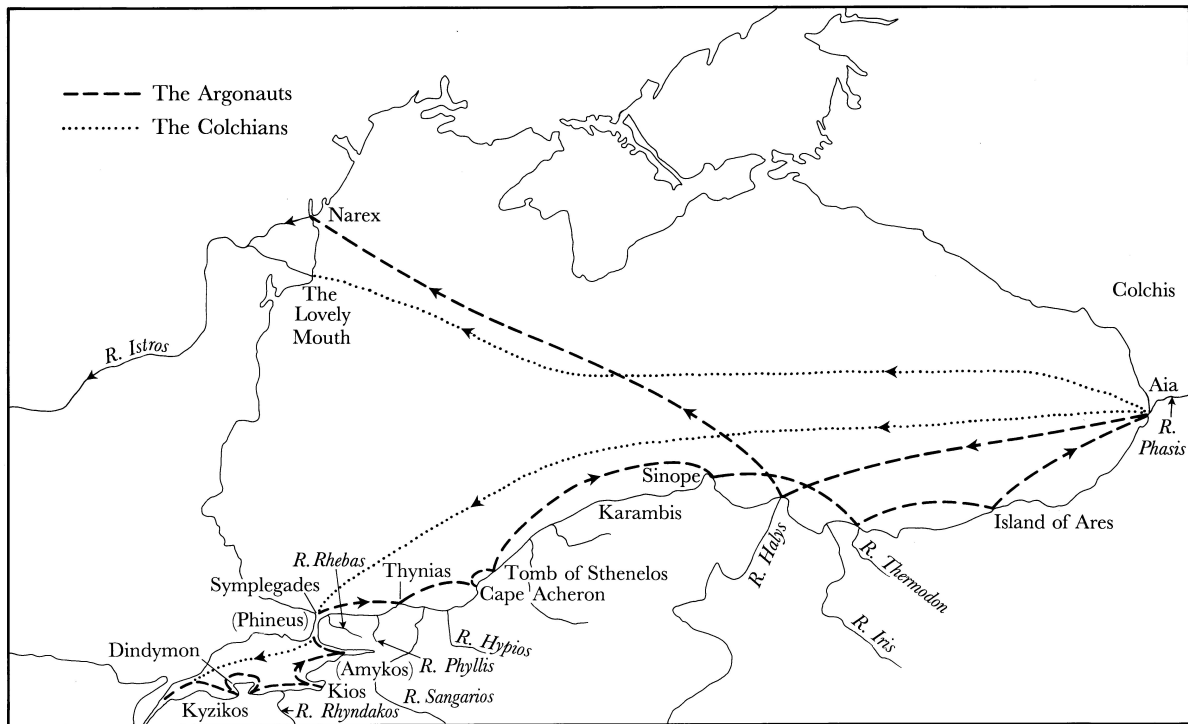 The Argonauts
The Colchians
Narex
The
Lovely
Mouth
R. Istros
Colchis
Aia
R.
Phasis
Sinope
Karambis
Island of Ares
R. Halys
R. Thermodon
R. Iris
R. Rhebas
Thynias
Tomb of Sthenelos
Cape Acheron
Symplegades
(Phineus)
R. Hypios
Dindymon
(Amykos)
R. Phyllis
Kios
R. Sangarios
Kyzikos
R. Rhyndakos